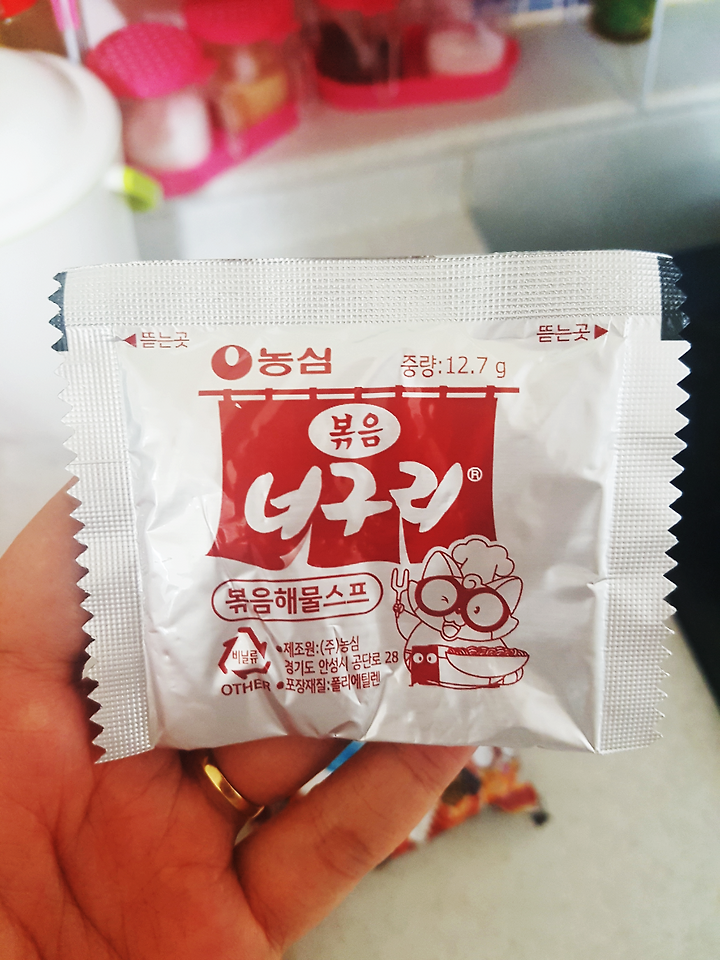 뜯는곳 뜯는곳
농심 중량:12.7 g
볶음
너구리®
볶음해물스프
비닐류
OTHER
•제조원:(주)농심
경기도 안성시 공단로 28
•포장재질:폴리에틸렌